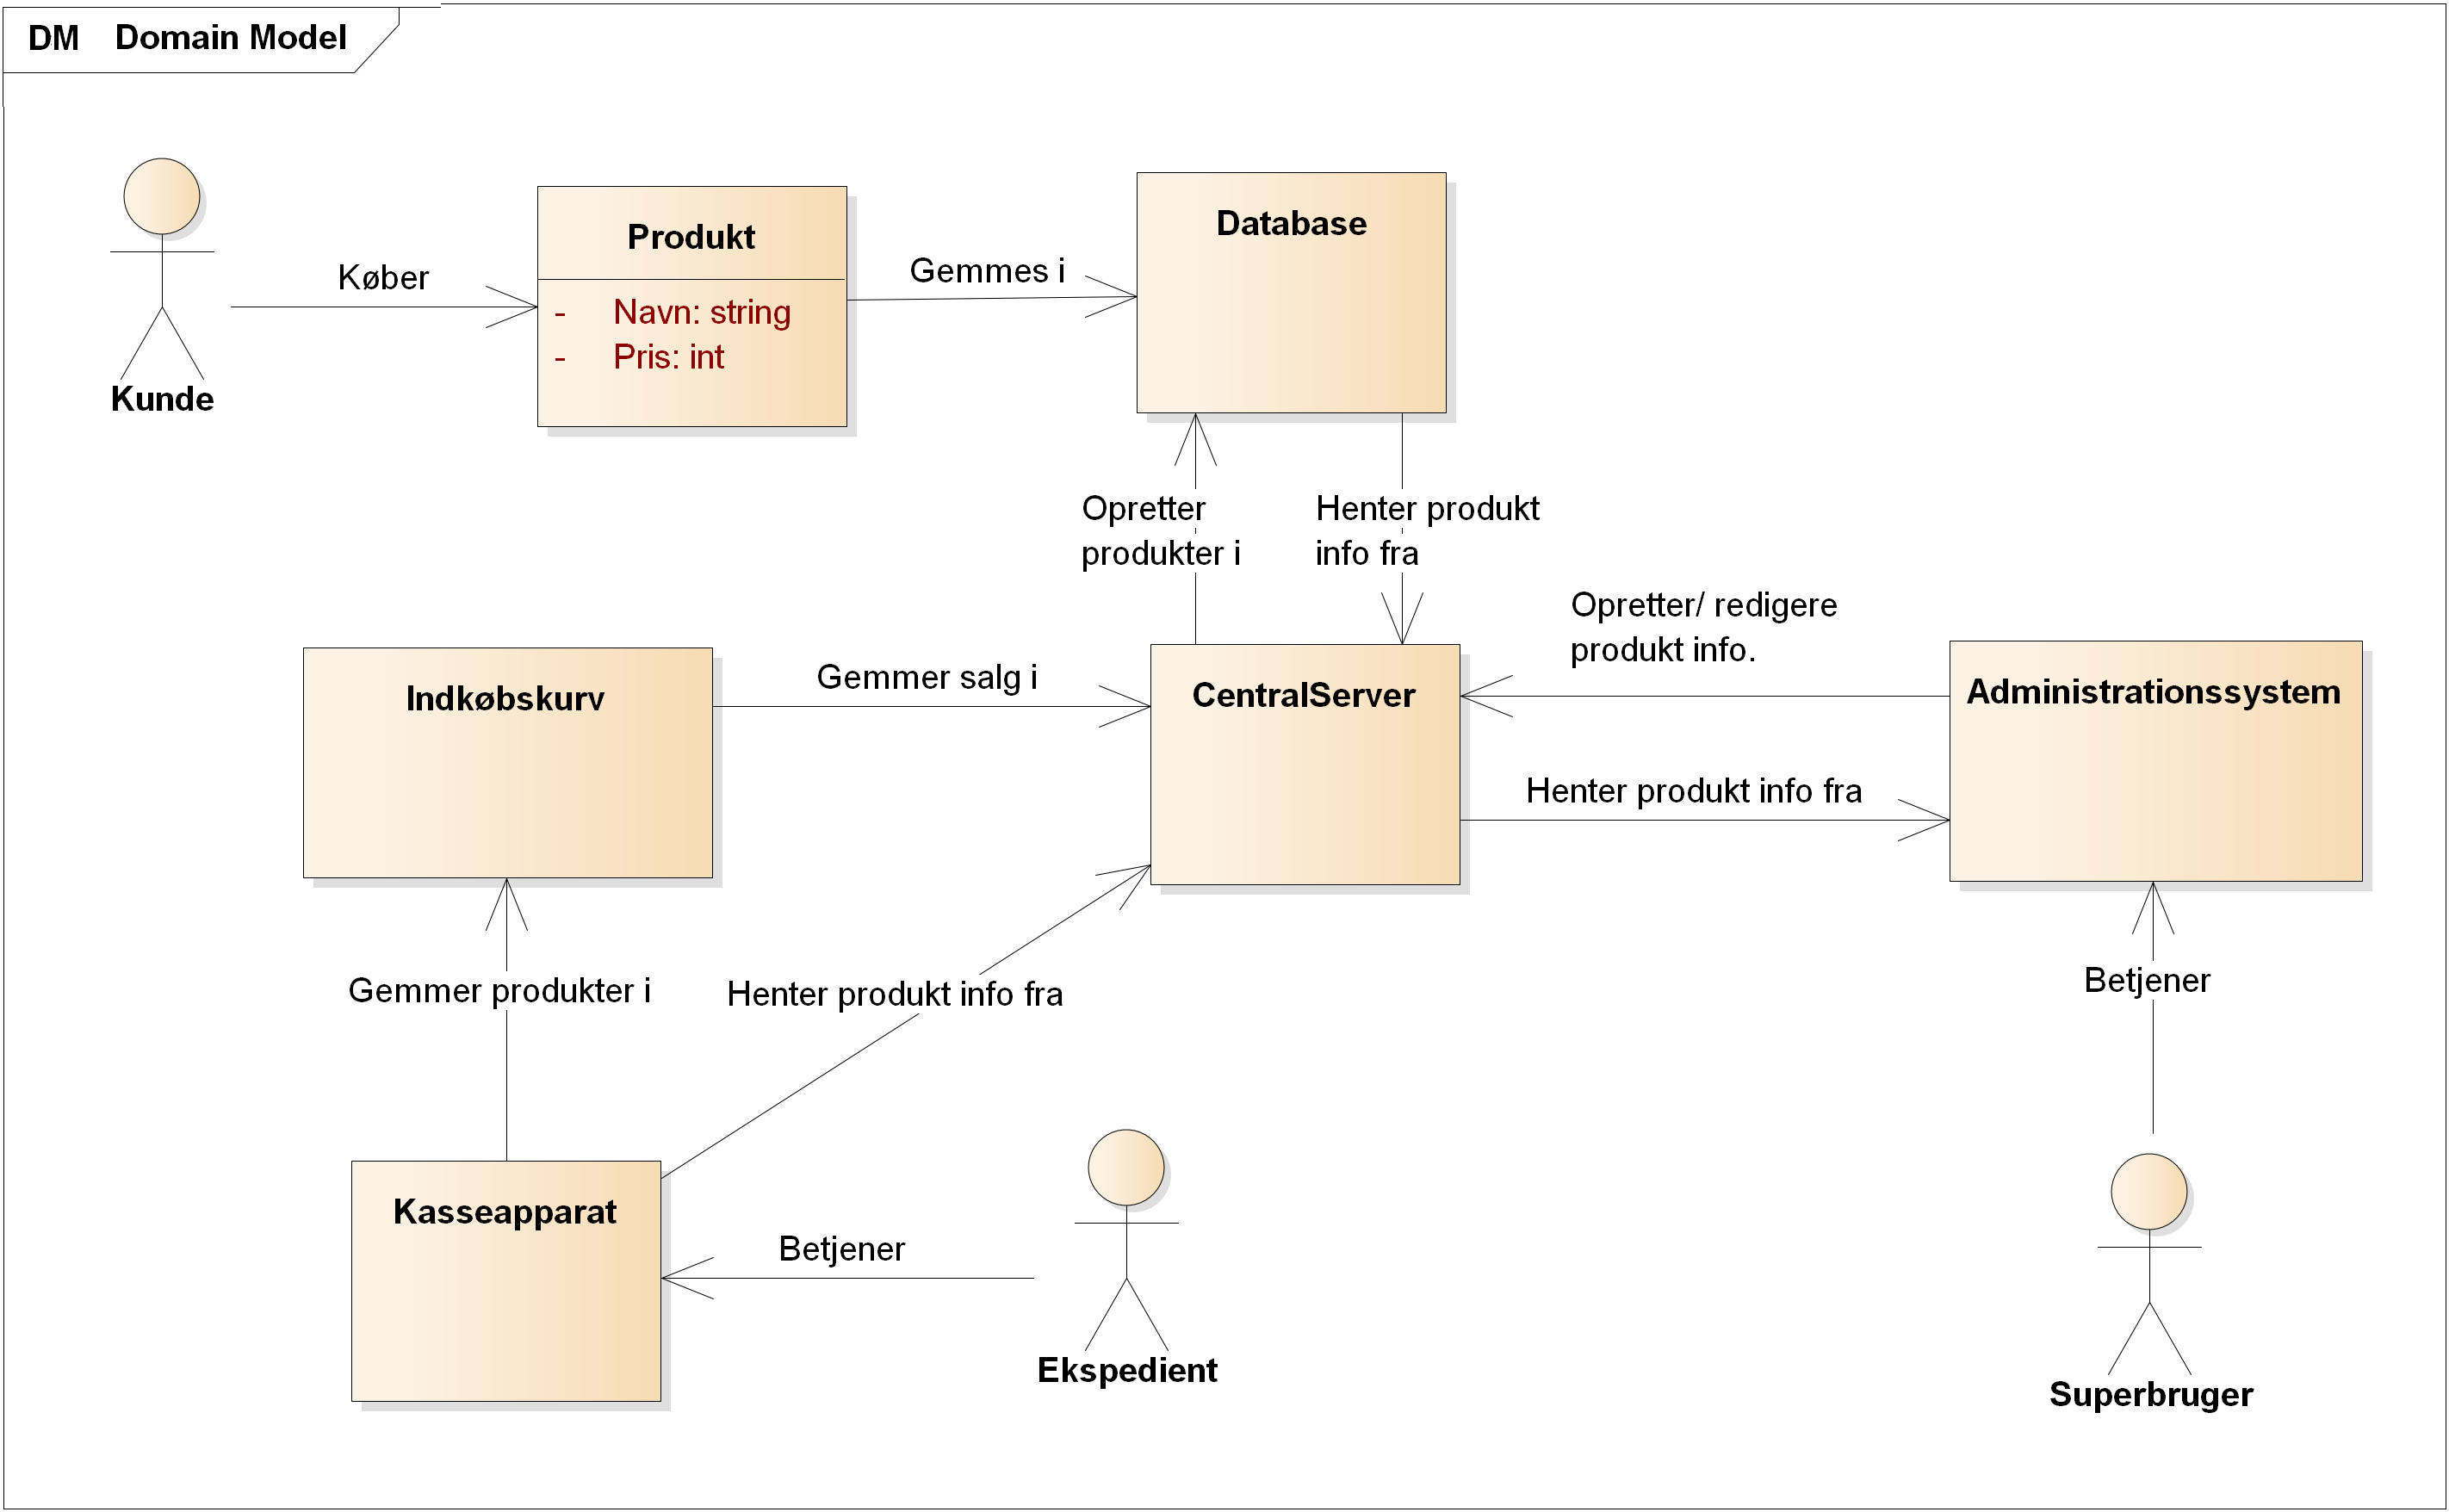 DM Domain Model
Kunde
Køber
Produkt
- Navn: string
- Pris: int
Gemmes i
Database
Opretter
produkter i
Henter produkt
info fra
Indkøbskurv
Gemmer salg i
CentralServer
Opretter/ redigere
produkt info.
Administrationssystem
Henter produkt info fra
Gemmer produkter i
Henter produkt info fra
Betjener
Kasseapparat
Betjener
Ekspedient
Superbruger